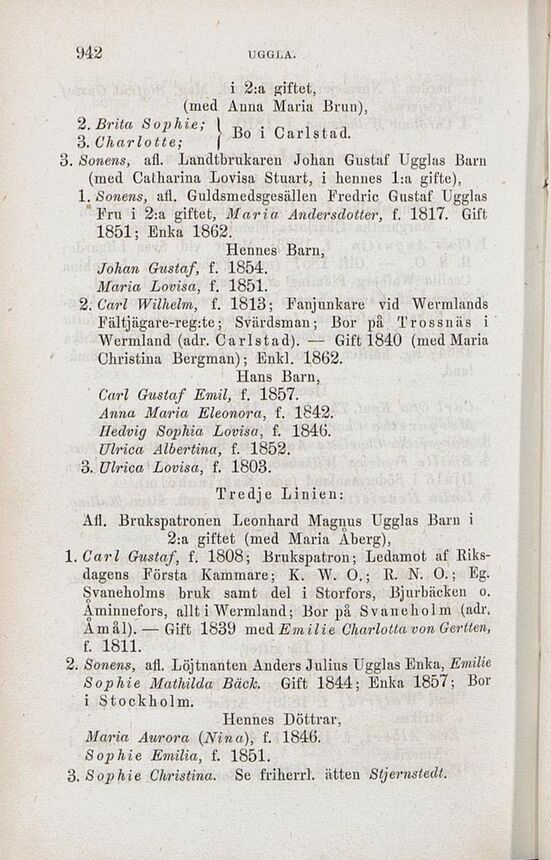 942 UGGLA.
i 2:a giftet,
(med Anna Maria Brun),
2. Brita Sophie; } Bo i Carlstad.
3. Charlotte;
3. Sonens, afl. Landtbrukaren Johan Gustaf Ugglas Barn
(med Catharina Lovisa Stuart, i hennes 1:a gifte),
1. Sonens, afl. Guldsmedsgesällen Fredric Gustaf Ugglas
Fru i 2:a giftet, Maria Andersdotter, f. 1817. Gift
1851; Enka 1862.
Hennes Barn,
Johan Gustaf, f. 1854.
Maria Lovisa, f. 1851.
2. Carl Wilhelm, f. 1813; Fanjunkare vid Wermlands
Fältjägare-reg:te; Svärdsman; Bor på Trossnäs i
Wermland (adr. Carlstad). — Gift 1840 (med Maria
Christina Bergman); Enkl. 1862.
Hans Barn,
Carl Gustaf Emil, f. 1857.
Anna Maria Eleonora, f. 1842.
Hedvig Sophia Lovisa, f. 1846.
Ulrica Albertina, f. 1852.
3. Ulrica Lovisa, f. 1803.
Tredje Linien:
Afl. Brukspatronen Leonhard Magnus Ugglas Barn i
2:a giftet (med Maria Åberg),
1. Carl Gustaf, f. 1808; Brukspatron; Ledamot af Riks-
dagens Första Kammare; K. W. O.; R. N. O.; Eg.
Svaneholms bruk samt del i Storfors, Bjurbäcken o.
Åminnefors, allt i Wermland; Bor på Svaneholm (adr.
Åmål). — Gift 1839 med Emilie Charlotta von Gertten,
f. 1811.
2. Sonens, afl. Löjtnanten Anders Julius Ugglas Enka, Emilie
Sophie Mathilda Bäck. Gift 1844; Enka 1857; Bor
i Stockholm.
Hennes Döttrar,
Maria Aurora (Nina), f. 1846.
Sophie Emilia, f. 1851.
3. Sophie Christina. Se friherrl. ätten Stjernstedt.